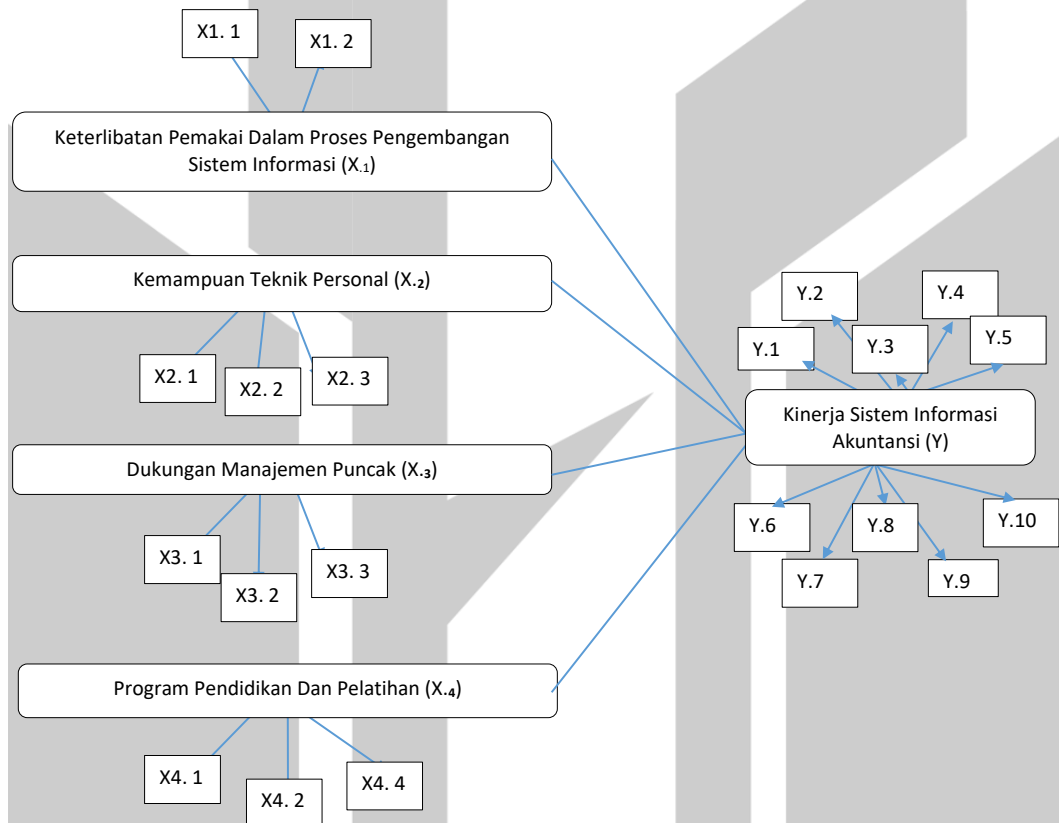 X1. 1
X1. 2
Keterlibatan Pemakai Dalam Proses Pengembangan
Sistem Informasi (X.1)
Kemampuan Teknik Personal (X.₂)
X2. 1
X2. 2
X2. 3
Dukungan Manajemen Puncak (X.₃)
X3. 1
X3. 2
X3. 3
Program Pendidikan Dan Pelatihan (X.₄)
X4. 1
X4. 2
X4. 4
Y.1
Y.2
Y.3
Y.4
Y.5
Kinerja Sistem Informasi
Akuntansi (Y)
Y.6
Y.7
Y.8
Y.9
Y.10